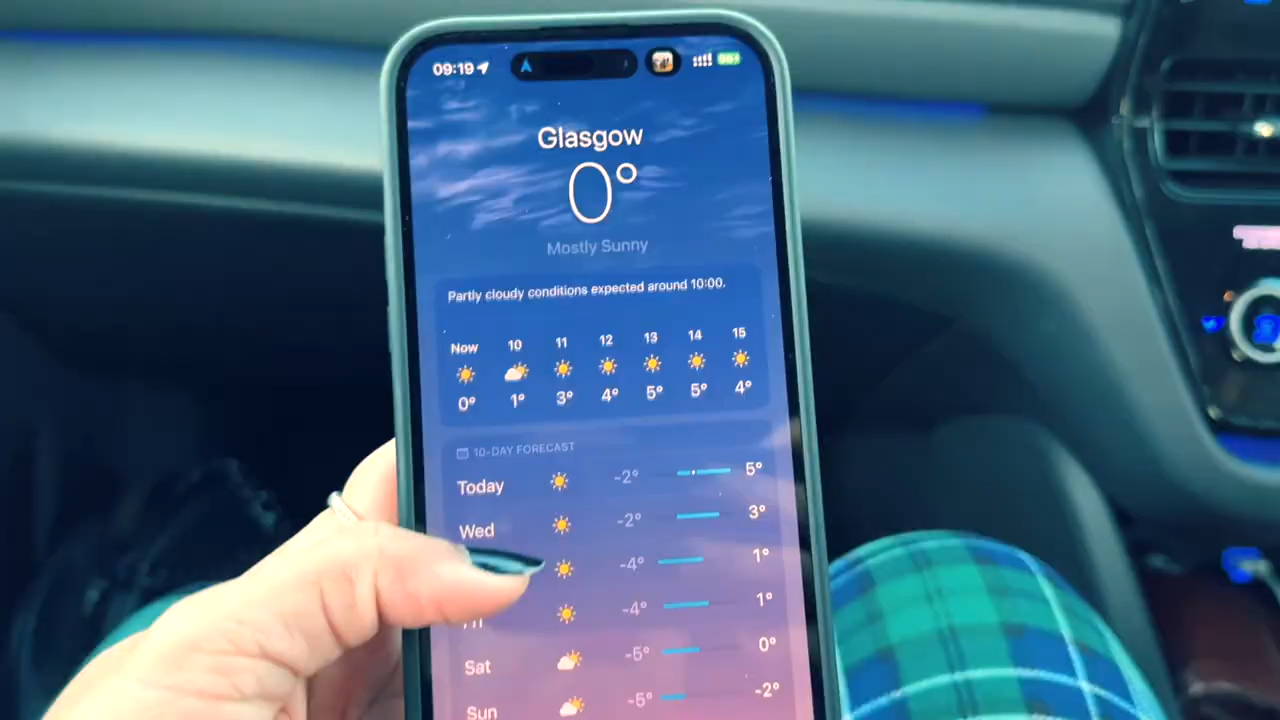 09:19
Glasgow
0°
Mostly Sunny
Partly cloudy conditions expected around 10:00.
Now 10 11 12 13 14 15
0° 1° 3° 4° 5° 5° 4°
10-DAY FORECAST
Today -2° 5°
Wed -2° 3°
-4° 1°
-4° 1°
Sat -5° 0°
Sun -5° -2°